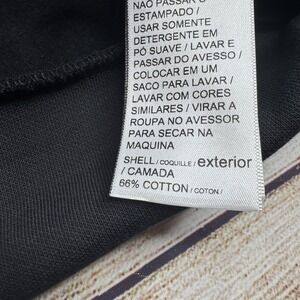 NÃO PASSAR O
ESTAMPADO /
USAR SOMENTE
DETERGENTE EM
PÓ SUAVE / LAVAR E
PASSAR DO AVESSO /
COLOCAR EM UM
SACO PARA LAVAR /
LAVAR COM CORES
SIMILARES / VIRAR A
ROUPA NO AVESSOR
PARA SECAR NA
MAQUINA
SHELL / COQUILLE / exterior
/ CAMADA
66% COTTON / COTON /